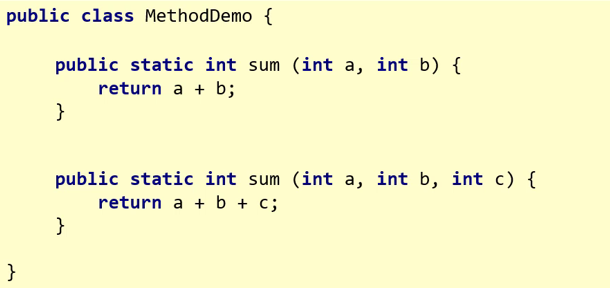 public class MethodDemo {
public static int sum (int a, int b) {
return a + b;
}
public static int sum (int a, int b, int c) {
return a + b + c;
}
}